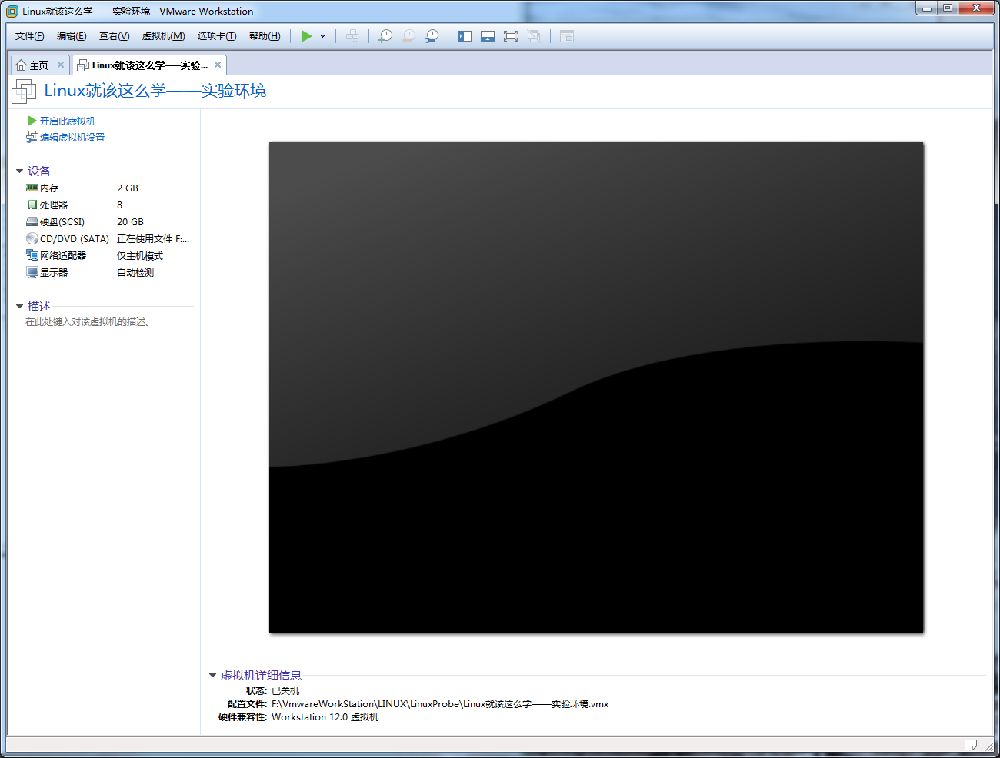 Linux就该这么学——实验环境 - VMware Workstation
文件(F) 编辑(E) 查看(V) 虚拟机(M) 选项卡(T) 帮助(H)
主页 Linux就该这么学——实验...
Linux就该这么学——实验环境
开启此虚拟机
编辑虚拟机设置
设备
内存 2 GB
处理器 8
硬盘(SCSI) 20 GB
CD/DVD (SATA) 正在使用文件 F:...
网络适配器 仅主机模式
显示器 自动检测
描述
在此处键入对该虚拟机的描述。
虚拟机详细信息
状态: 已关机
配置文件: F:\VmwareWorkStation\LINUX\LinuxProbe\Linux就该这么学——实验环境.vmx
硬件兼容性: Workstation 12.0 虚拟机